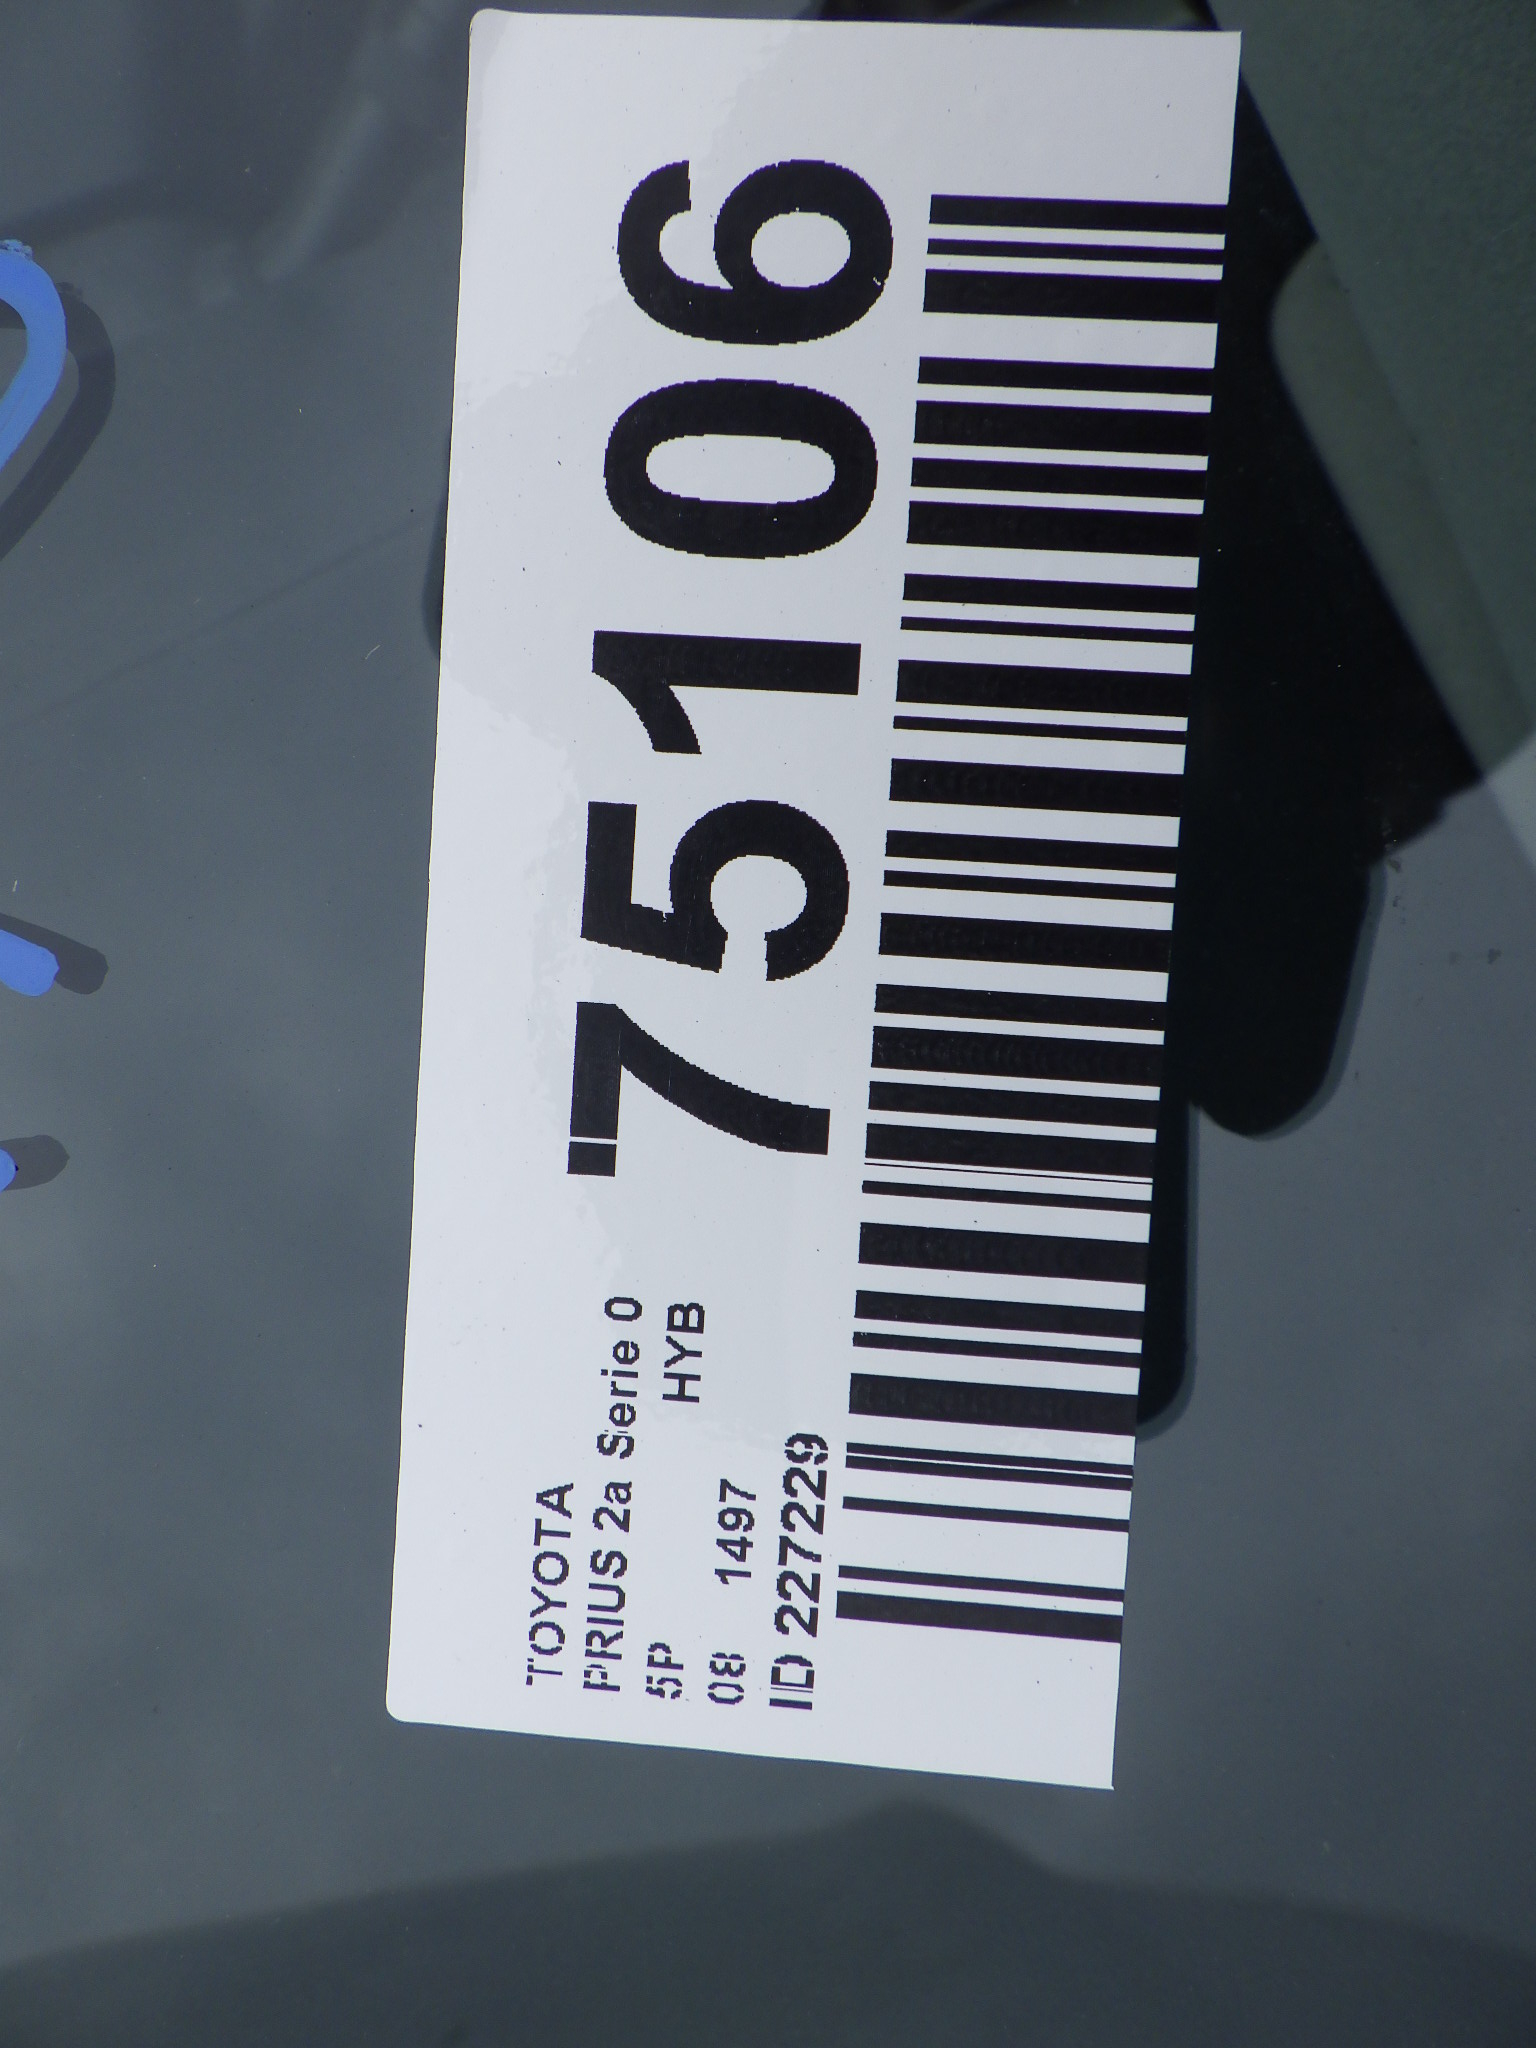 75106
TOYOTA
PRIUS 2a Serie 0
5P HYB
08 1497
ID 227229